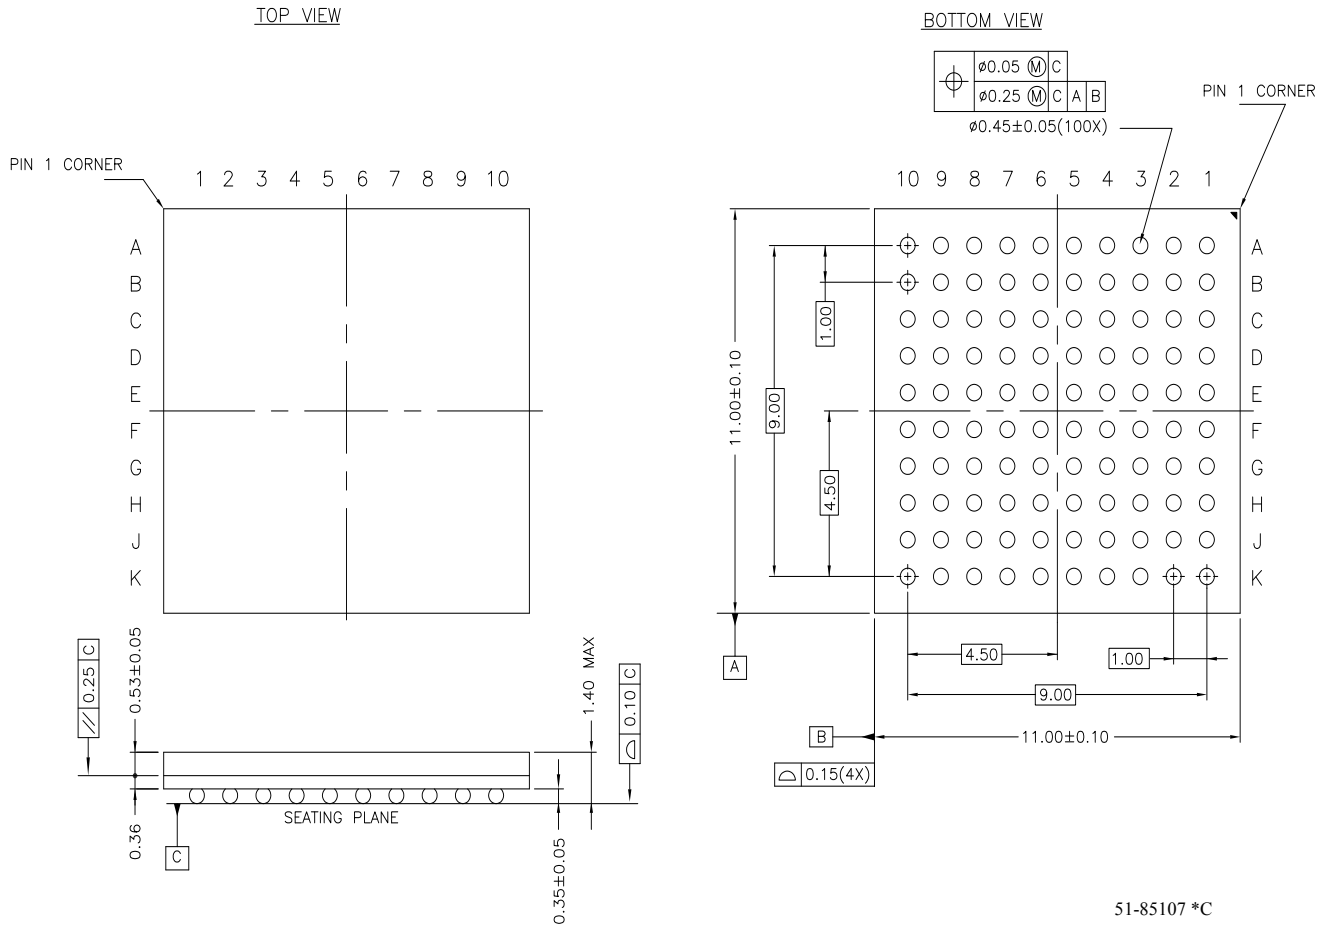 TOP VIEW
BOTTOM VIEW
ø0.05 Ⓜ C
ø0.25 Ⓜ C A B
ø0.45±0.05(100X)
PIN 1 CORNER
PIN 1 CORNER
1 2 3 4 5 6 7 8 9 10
10 9 8 7 6 5 4 3 2 1
A
B
C
D
E
F
G
H
J
K
A
B
C
D
E
F
G
H
J
K
1.00
11.00±0.10
9.00
4.50
A
4.50
1.00
9.00
B
11.00±0.10
0.15(4X)
// 0.25 C
0.53±0.05
1.40 MAX
0.10 C
SEATING PLANE
0.36
C
0.35±0.05
51-85107 *C